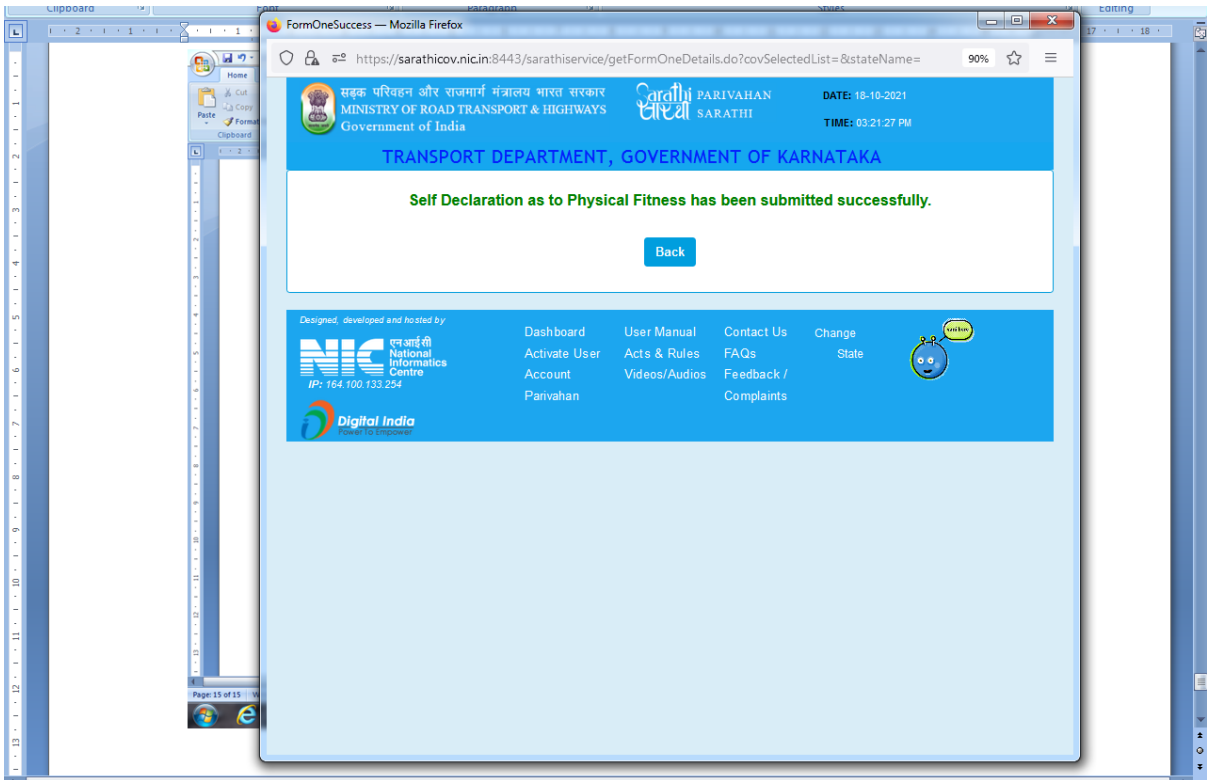 Clipboard
Font
Paragraph
Styles
Editing
FormOneSuccess — Mozilla Firefox
https://sarathicov.nic.in:8443/sarathiservice/getFormOneDetails.do?covSelectedList=&stateName=
90%
Home
Cut
Copy
Paste
Format
Clipboard
सड़क परिवहन और राजमार्ग मंत्रालय भारत सरकार
MINISTRY OF ROAD TRANSPORT & HIGHWAYS
Government of India
Sarathi PARIVAHAN
सारथी SARATHI
DATE: 18-10-2021
TIME: 03:21:27 PM
TRANSPORT DEPARTMENT, GOVERNMENT OF KARNATAKA
Self Declaration as to Physical Fitness has been submitted successfully.
Back
Designed, developed and hosted by
NIC
एन आई सी
National
Informatics
Centre
IP: 164.100.133.254
Digital India
Power To Empower
Dashboard
Activate User
Account
Parivahan
User Manual
Acts & Rules
Videos/Audios
Contact Us
FAQs
Feedback /
Complaints
Change
State
Page: 15 of 15